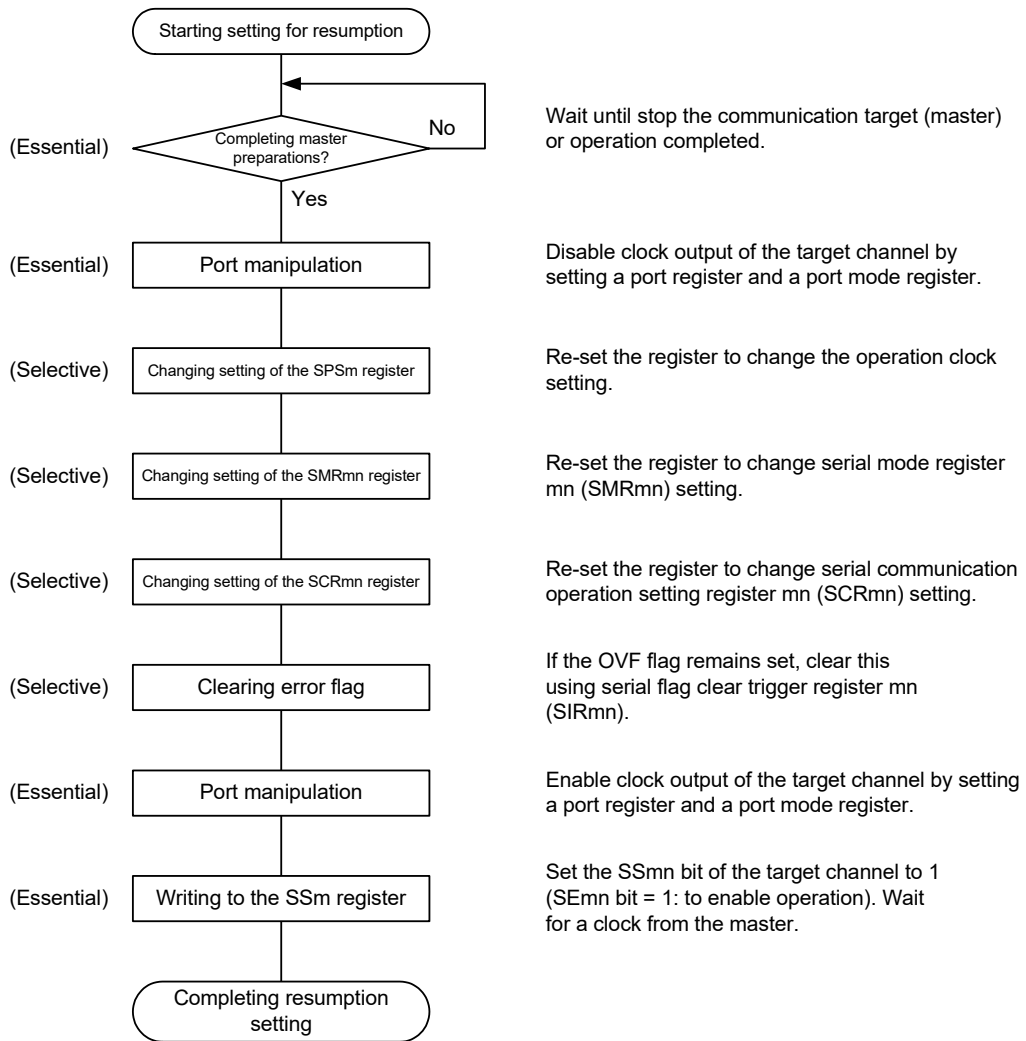 Starting setting for resumption
No
(Essential)
Completing master
preparations?
Wait until stop the communication target (master)
or operation completed.
Yes
(Essential)
Port manipulation
Disable clock output of the target channel by
setting a port register and a port mode register.
(Selective)
Changing setting of the SPSm register
Re-set the register to change the operation clock
setting.
(Selective)
Changing setting of the SMRmn register
Re-set the register to change serial mode register
mn (SMRmn) setting.
(Selective)
Changing setting of the SCRmn register
Re-set the register to change serial communication
operation setting register mn (SCRmn) setting.
(Selective)
Clearing error flag
If the OVF flag remains set, clear this
using serial flag clear trigger register mn
(SIRmn).
(Essential)
Port manipulation
Enable clock output of the target channel by setting
a port register and a port mode register.
(Essential)
Writing to the SSm register
Set the SSmn bit of the target channel to 1
(SEmn bit = 1: to enable operation). Wait
for a clock from the master.
Completing resumption
setting